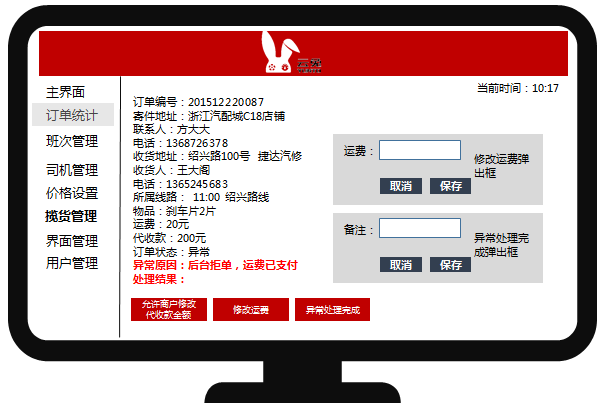 当前时间：10:17
主界面
订单统计
班次管理
司机管理
价格设置
揽货管理
界面管理
用户管理
订单编号：201512220087
寄件地址：浙江汽配城C18店铺
联系人：方大大
电话：1368726378
收货地址：绍兴路100号 捷达汽修
收货人：王大阁
电话：1365245683
所属线路： 11:00 绍兴路线
物品：刹车片2片
运费：20元
代收款：200元
订单状态：异常
异常原因：后台拒单，运费已支付
处理结果：
允许商户修改
代收款金额
修改运费
异常处理完成
运费：
修改运费弹
出框
取消
保存
备注：
异常处理完
成弹出框
取消
保存